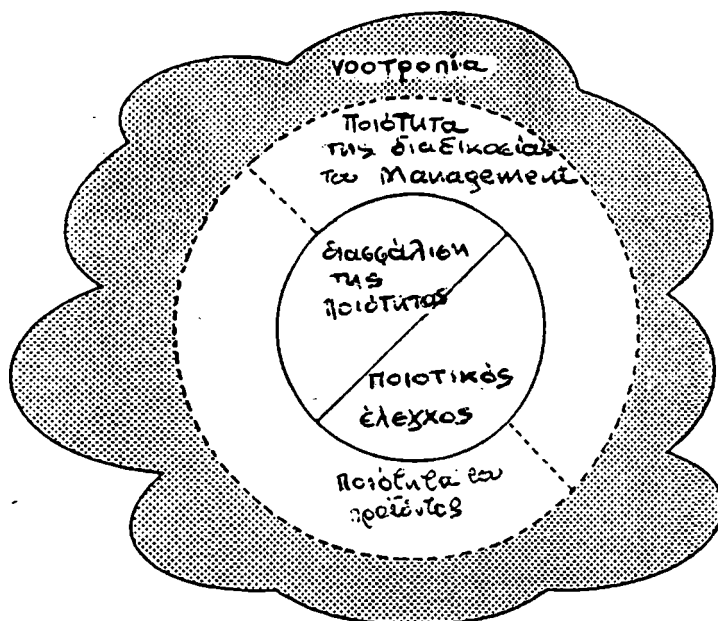 νοοτροπία
Ποιότητα
της διαδικασίας
του Management
διασφάλιση
της
ποιότητας
ποιοτικός
έλεγχος
Ποιότητα του
προϊόντος